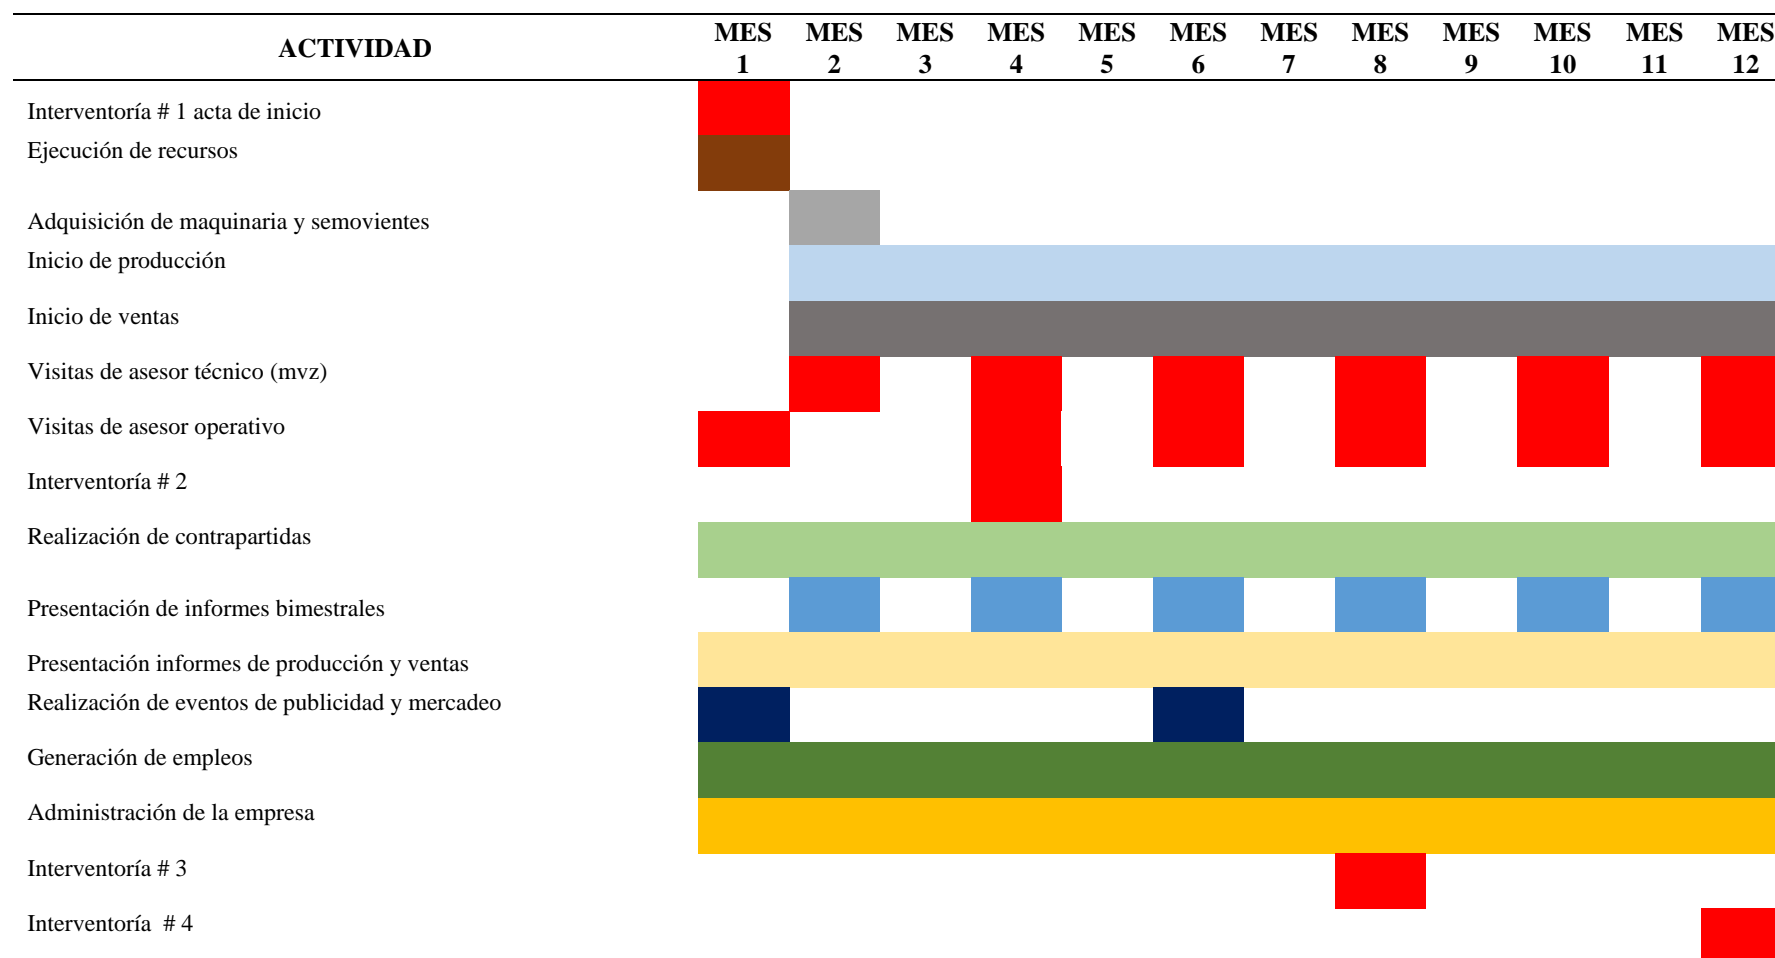 ACTIVIDAD
MES 1
MES 2
MES 3
MES 4
MES 5
MES 6
MES 7
MES 8
MES 9
MES 10
MES 11
MES 12
Interventoría # 1 acta de inicio
Ejecución de recursos
Adquisición de maquinaria y semovientes
Inicio de producción
Inicio de ventas
Visitas de asesor técnico (mvz)
Visitas de asesor operativo
Interventoría # 2
Realización de contrapartidas
Presentación de informes bimestrales
Presentación informes de producción y ventas
Realización de eventos de publicidad y mercadeo
Generación de empleos
Administración de la empresa
Interventoría # 3
Interventoría # 4